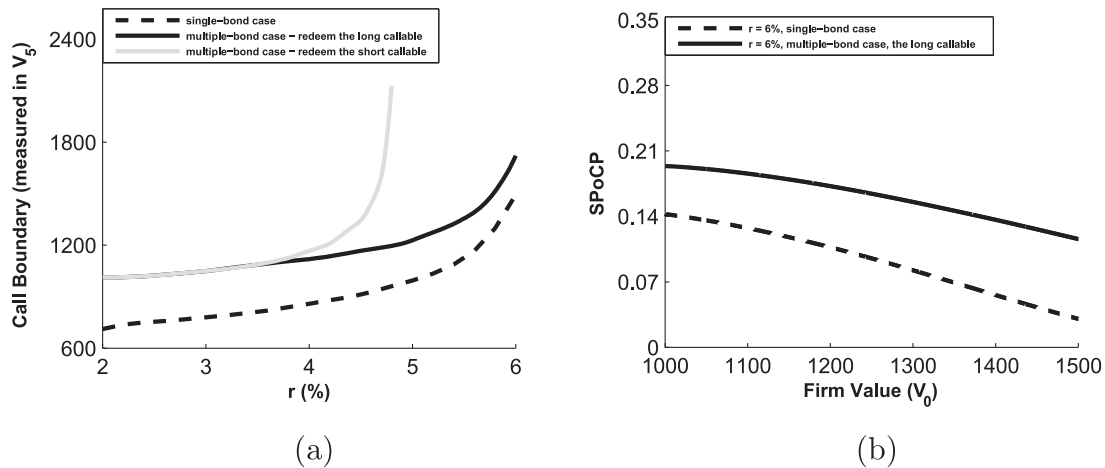 single−bond case
multiple−bond case − redeem the long callable
multiple−bond case − redeem the short callable
Call Boundary (measured in V5)
2400
1800
1200
600
2 3 4 5 6
r (%)
(a)
r = 6%, single−bond case
r = 6%, multiple−bond case, the long callable
SPoCP
0.35
0.28
0.21
0.14
0.07
0
1000 1100 1200 1300 1400 1500
Firm Value (V0)
(b)